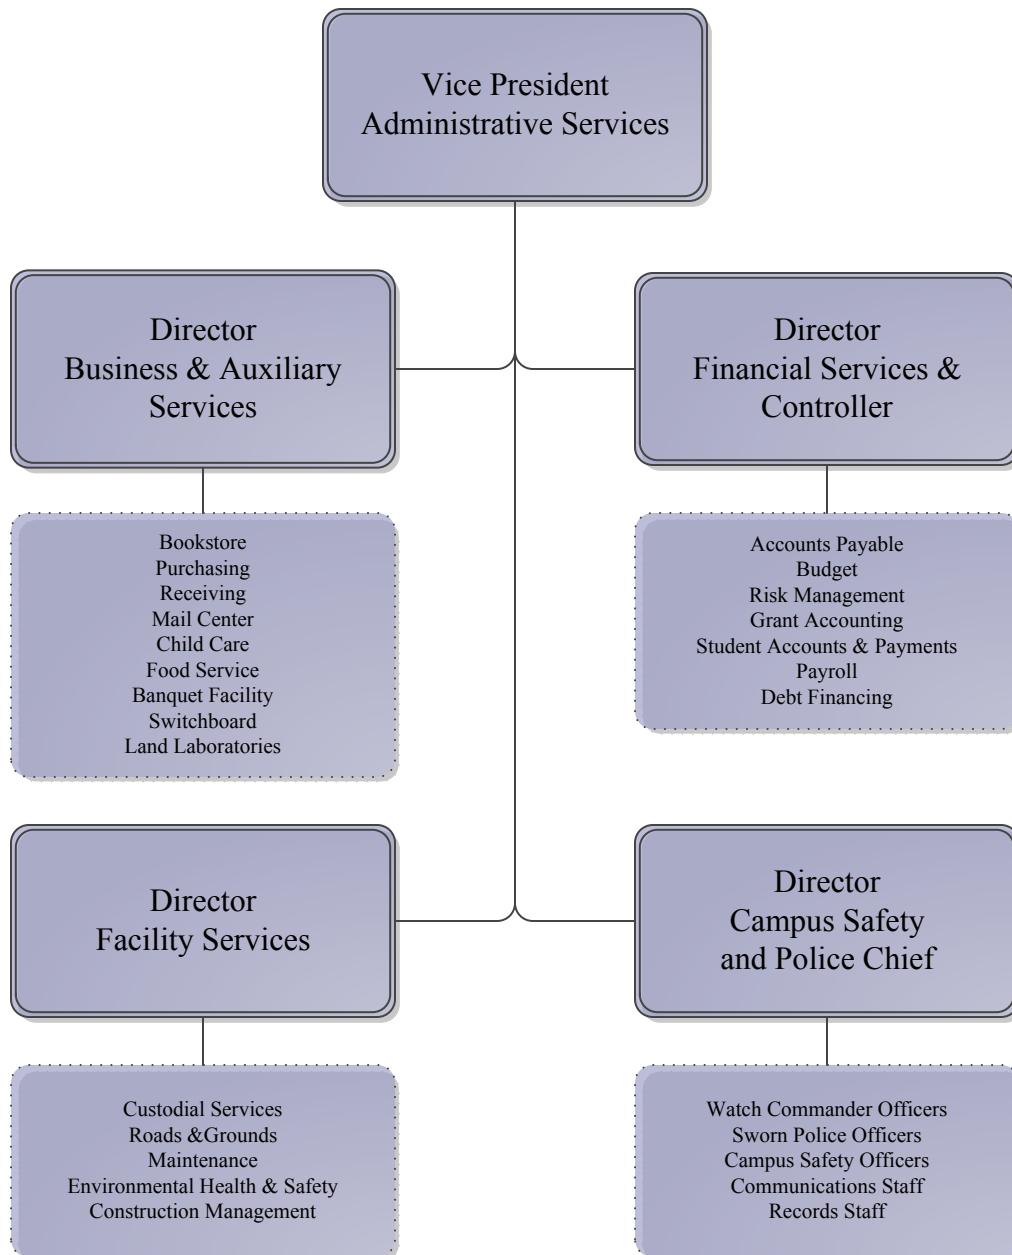 Vice President
Administrative Services
Director
Business & Auxiliary
Services
Director
Financial Services &
Controller
Bookstore
Purchasing
Receiving
Mail Center
Child Care
Food Service
Banquet Facility
Switchboard
Land Laboratories
Accounts Payable
Budget
Risk Management
Grant Accounting
Student Accounts & Payments
Payroll
Debt Financing
Director
Facility Services
Director
Campus Safety
and Police Chief
Custodial Services
Roads &Grounds
Maintenance
Environmental Health & Safety
Construction Management
Watch Commander Officers
Sworn Police Officers
Campus Safety Officers
Communications Staff
Records Staff